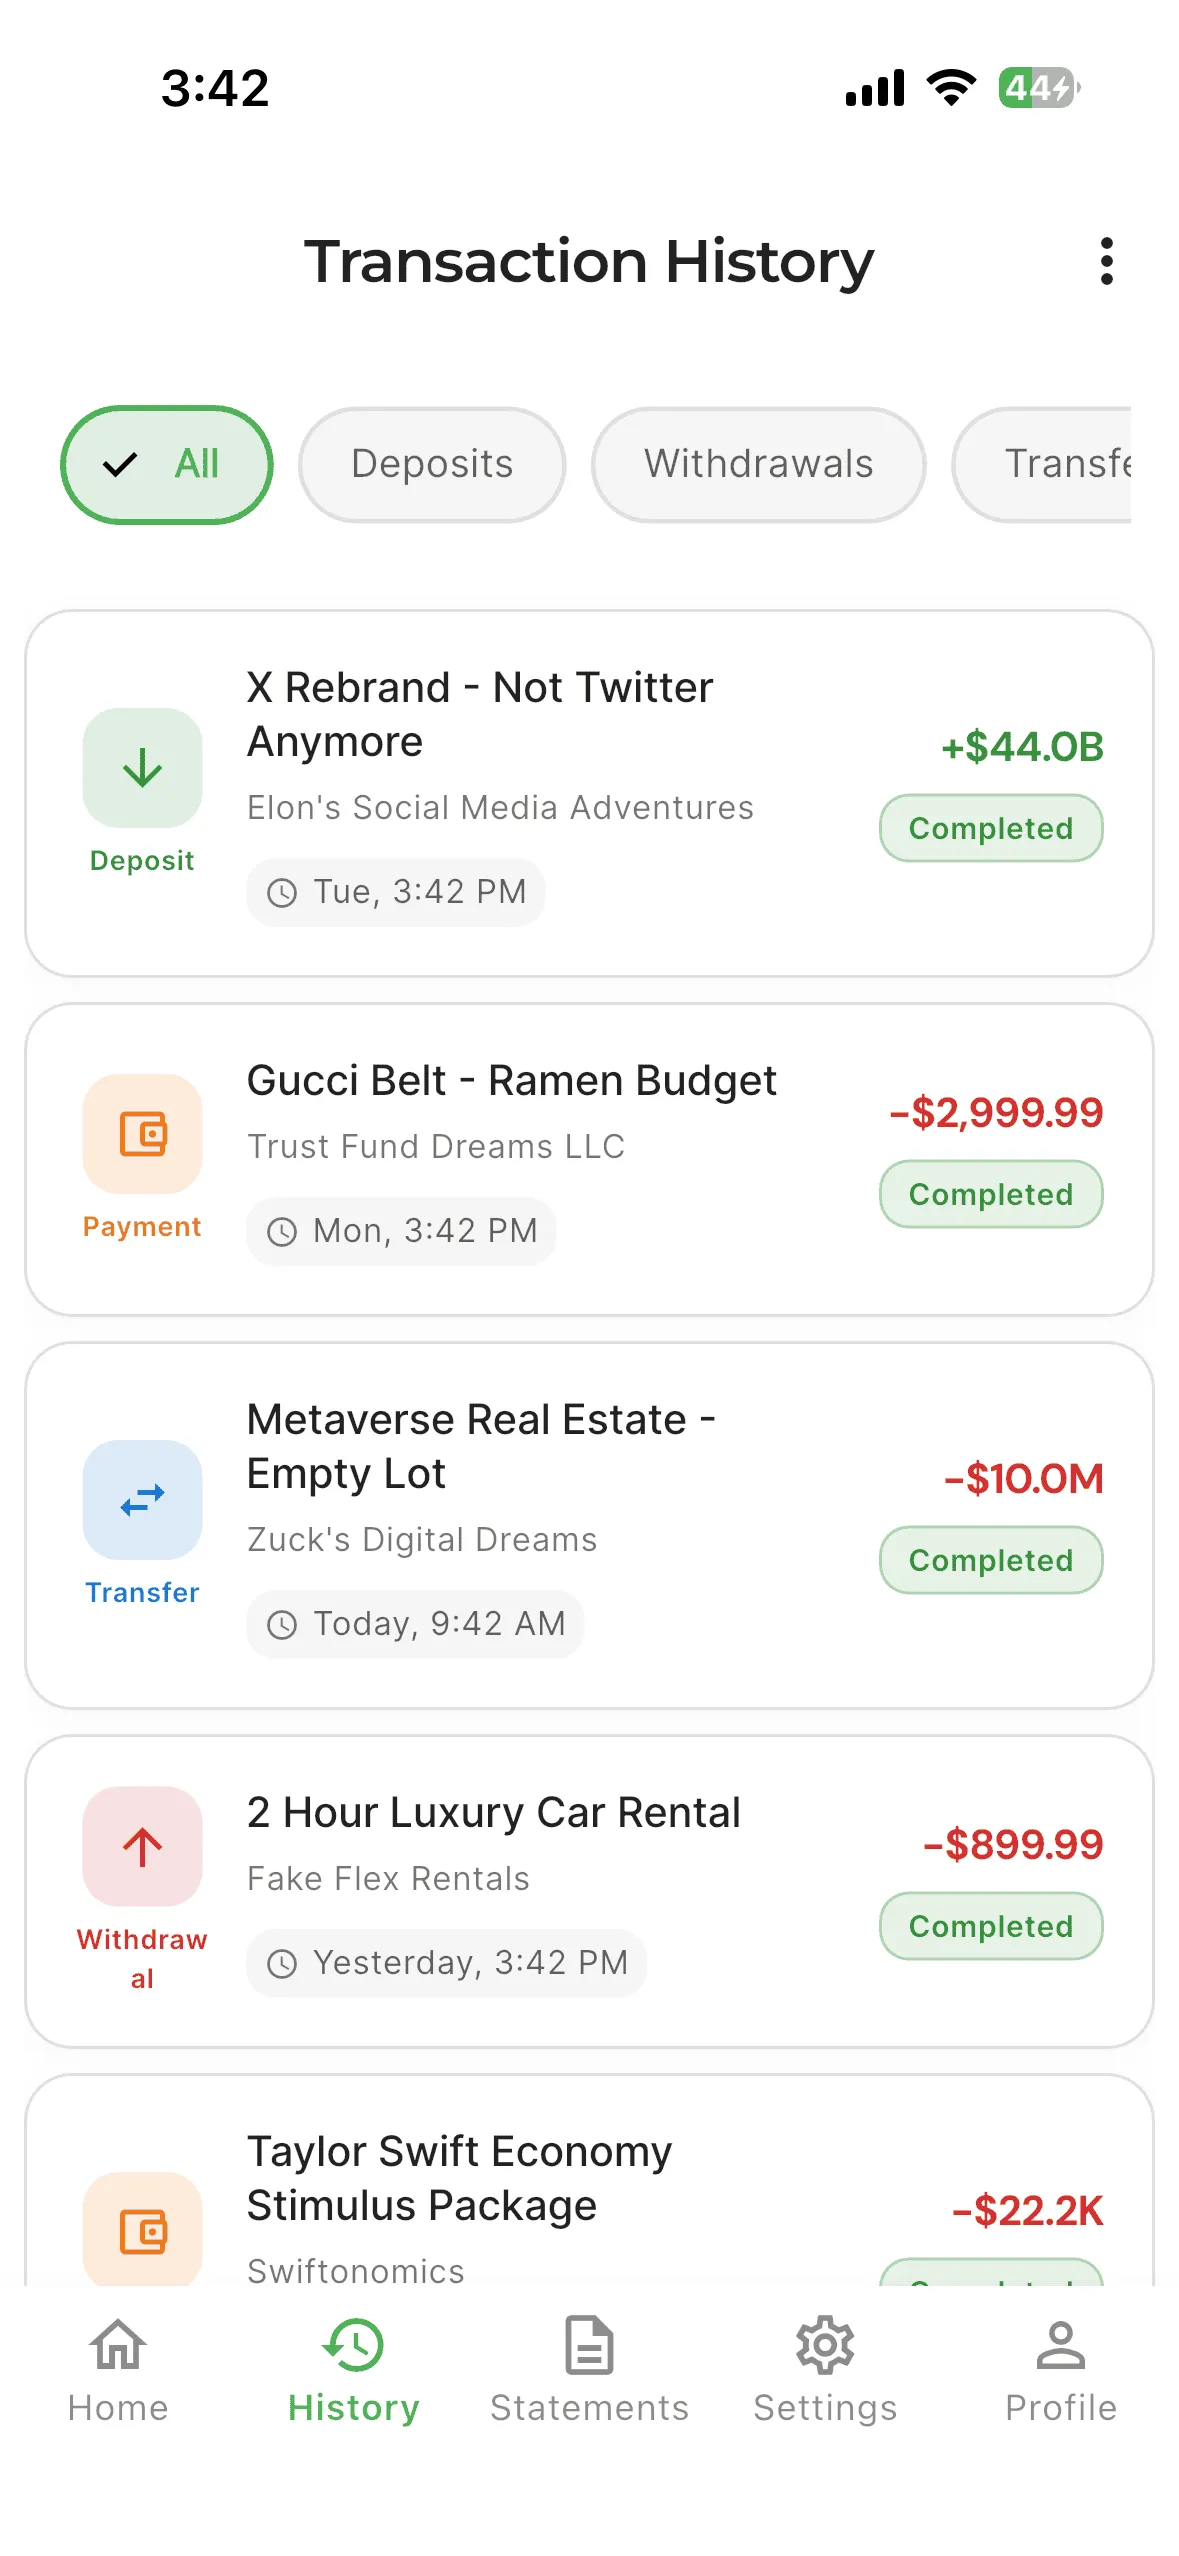 3:42
44
Transaction History
All
Deposits
Withdrawals
Transfe
X Rebrand - Not Twitter
Anymore
+$44.0B
Elon's Social Media Adventures
Completed
Deposit
Tue, 3:42 PM
Gucci Belt - Ramen Budget
-$2,999.99
Trust Fund Dreams LLC
Completed
Payment
Mon, 3:42 PM
Metaverse Real Estate -
Empty Lot
-$10.0M
Zuck's Digital Dreams
Completed
Transfer
Today, 9:42 AM
2 Hour Luxury Car Rental
-$899.99
Fake Flex Rentals
Completed
Withdraw
al
Yesterday, 3:42 PM
Taylor Swift Economy
Stimulus Package
-$22.2K
Swiftonomics
Home
History
Statements
Settings
Profile